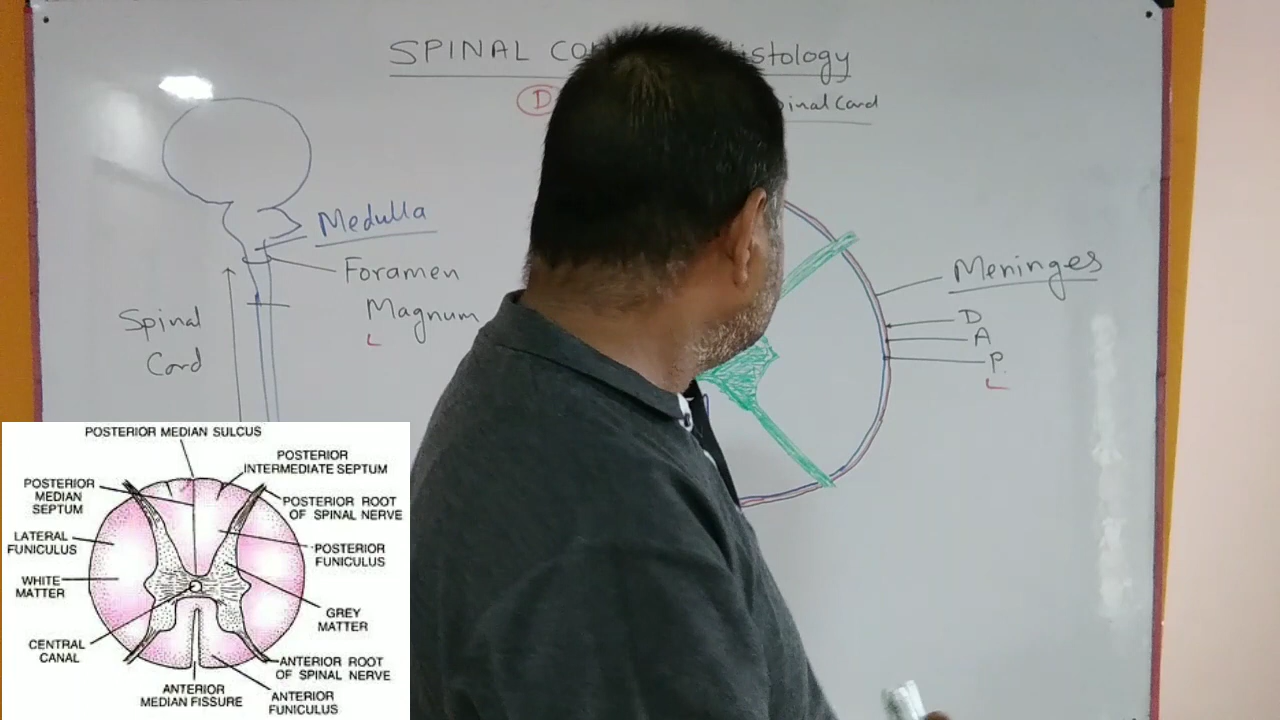 SPINAL
istology
D
pinal Cord
Medulla
Foramen
Magnum
Spinal
Cord
Meninges
D
A
P.
POSTERIOR MEDIAN SULCUS
POSTERIOR
INTERMEDIATE SEPTUM
POSTERIOR
MEDIAN
SEPTUM
POSTERIOR ROOT
OF SPINAL NERVE
LATERAL
FUNICULUS
POSTERIOR
FUNICULUS
WHITE
MATTER
GREY
MATTER
CENTRAL
CANAL
ANTERIOR ROOT
OF SPINAL NERVE
ANTERIOR
MEDIAN FISSURE
ANTERIOR
FUNICULUS